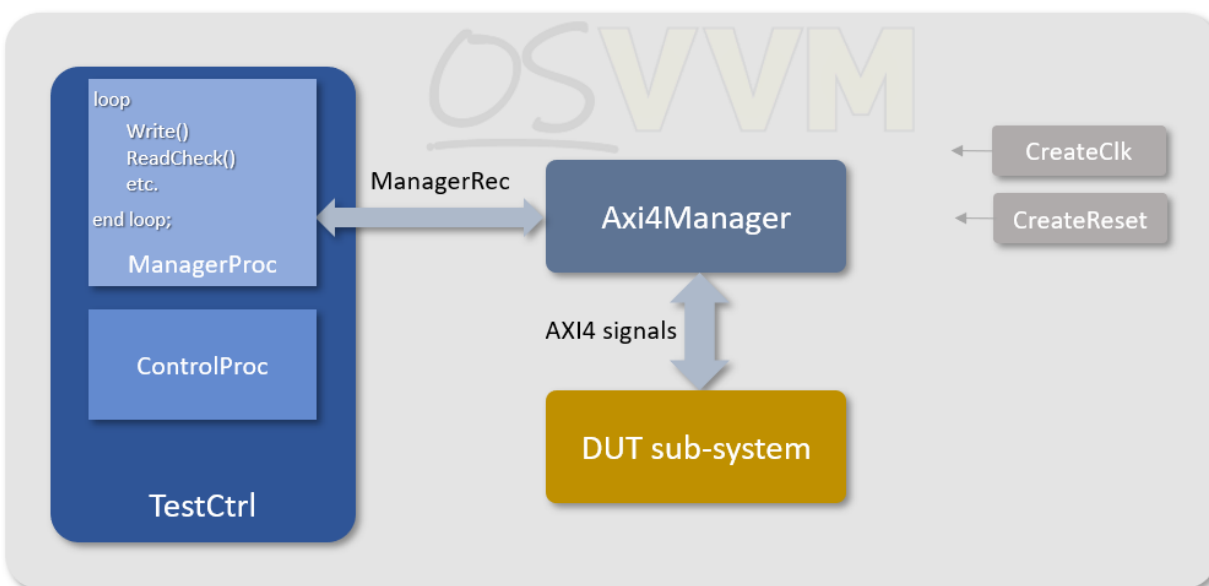 OSVVM
loop
Write()
ReadCheck()
etc.
end loop;
ManagerProc
ControlProc
TestCtrl
ManagerRec
Axi4Manager
AXI4 signals
DUT sub-system
CreateClk
CreateReset